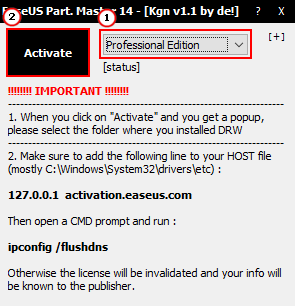 EaseUS Part. Master 14 - [Kgn v1.1 by de!] ? X
2 1
Activate
Professional Edition
[+]
[status]
!!!!!!!! IMPORTANT !!!!!!!!
1. When you click on "Activate" and you get a popup,
please select the folder where you installed DRW
2. Make sure to add the following line to your HOST file
(mostly C:\Windows\System32\drivers\etc) :
127.0.0.1 activation.easeus.com
Then open a CMD prompt and run :
ipconfig /flushdns
Otherwise the license will be invalidated and your info will
be known to the publisher.